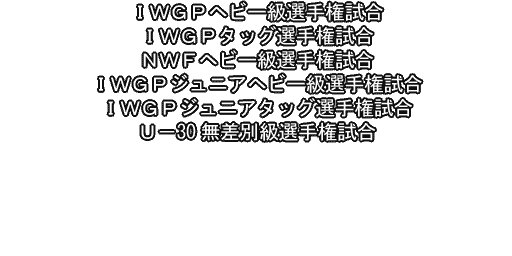 ＩＷＧＰヘビー級選手権試合
ＩＷＧＰタッグ選手権試合
ＮＷＦヘビー級選手権試合
ＩＷＧＰジュニアヘビー級選手権試合
ＩＷＧＰジュニアタッグ選手権試合
Ｕ－30 無差別級選手権試合